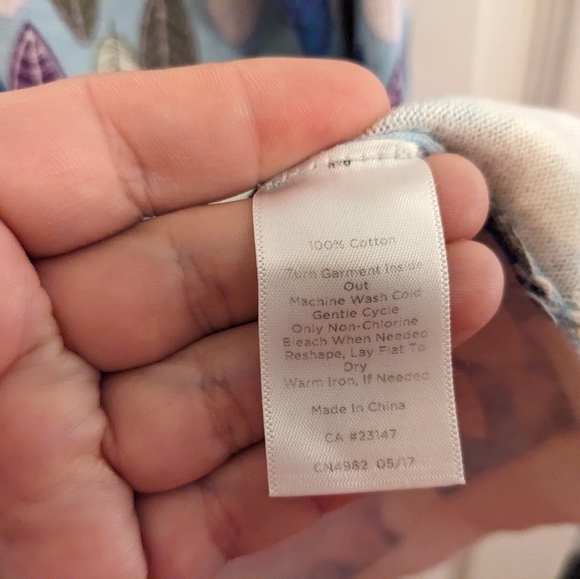 100% Cotton
Turn Garment Inside
Out
Machine Wash Cold
Gentle Cycle
Only Non-Chlorine
Bleach When Needed
Reshape, Lay Flat To
Dry
Warm Iron, If Needed
Made In China
CA #23147
CN4982 05/17